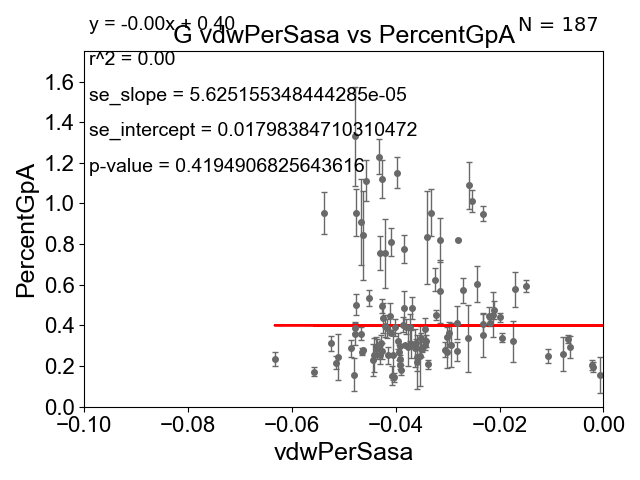 y = -0.00x + 0.40
G vdwPerSasa vs PercentGpA
N = 187
r^2 = 0.00
se_slope = 5.625155348444285e-05
se_intercept = 0.01798384710310472
p-value = 0.4194906825643616
PercentGpA
1.6
1.4
1.2
1.0
0.8
0.6
0.4
0.2
0.0
−0.10 −0.08 −0.06 −0.04 −0.02 0.00
vdwPerSasa